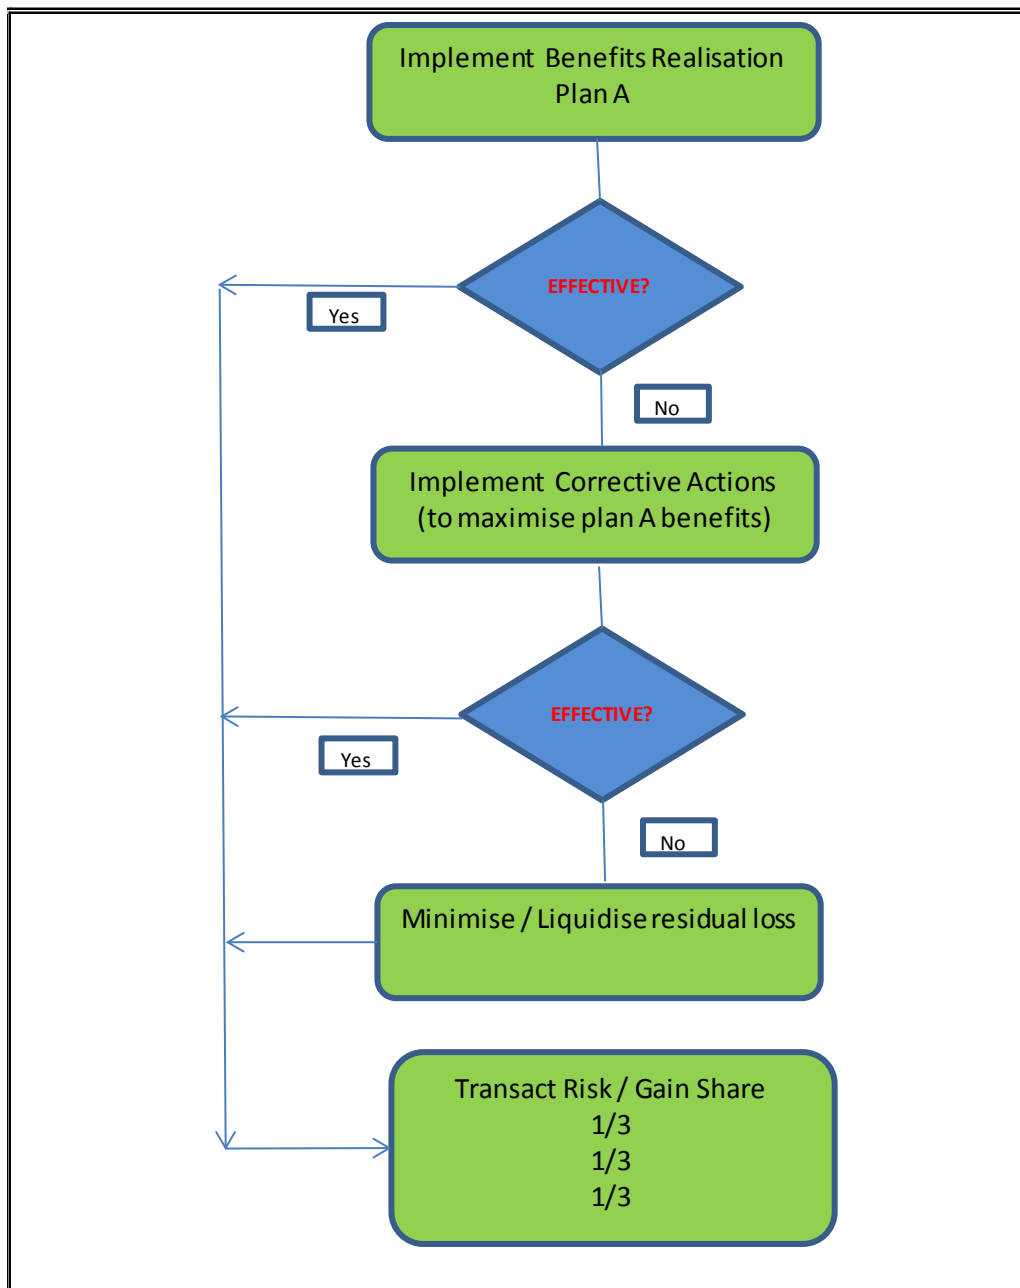 Implement Benefits Realisation
Plan A
EFFECTIVE?
Yes
No
Implement Corrective Actions
(to maximise plan A benefits)
EFFECTIVE?
Yes
No
Minimise / Liquidise residual loss
Transact Risk / Gain Share
1/3
1/3
1/3